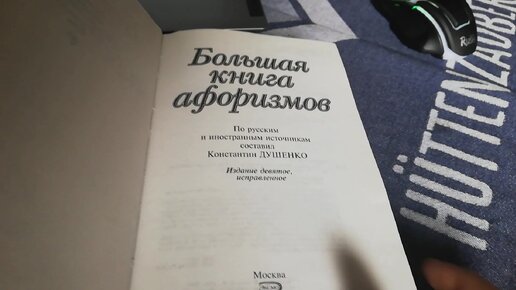 Большая
книга
афоризмов
По русским
и иностранным источникам
составил
Константин ДУШЕНКО
Издание девятое,
исправленное
Москва
HÜTTENZAUBER